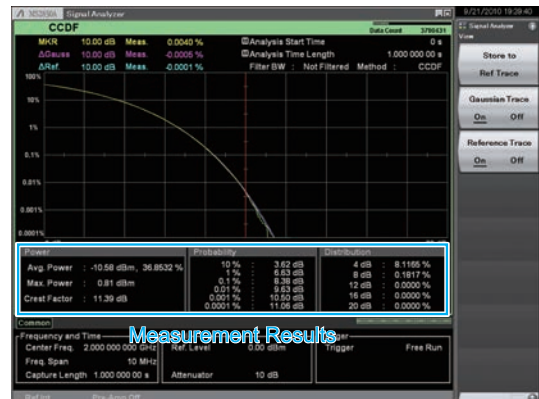 MS2690A Signal Analyzer
9/21/2010 19:39:40
CCDF
Data Count 3798431
MKR 10.00 dB Meas. 0.0040 % Analysis Start Time 0 s
ΔGauss 10.00 dB Meas. -0.0005 % Analysis Time Length 1.000 000 00 s
ΔRef. 10.00 dB Meas. -0.0001 % Filter BW : Not Filtered Method : CCDF
Signal Analyzer
View
Store to
Ref Trace
Gaussian Trace
On Off
Reference Trace
On Off
100%
10%
1%
0.1%
0.01%
0.001%
0.0001%
Power
Avg. Power : -10.58 dBm, 36.8532 %
Max. Power : 0.81 dBm
Crest Factor : 11.39 dB
Probability
10 % : 3.62 dB
1 % : 6.63 dB
0.1 % : 8.38 dB
0.01 % : 9.63 dB
0.001 % : 10.50 dB
0.0001 % : 11.06 dB
Distribution
4 dB : 8.1165 %
8 dB : 0.1817 %
12 dB : 0.0000 %
16 dB : 0.0000 %
20 dB : 0.0000 %
Common
Measurement Results
Frequency and Time
Center Freq. 2.000 000 000 GHz
Freq. Span 10 MHz
Capture Length 1.000 000 00 s
Ref.Level 0.00 dBm
Attenuator 10 dB
Trigger Free Run
Ref.Int Pre-Amp Off